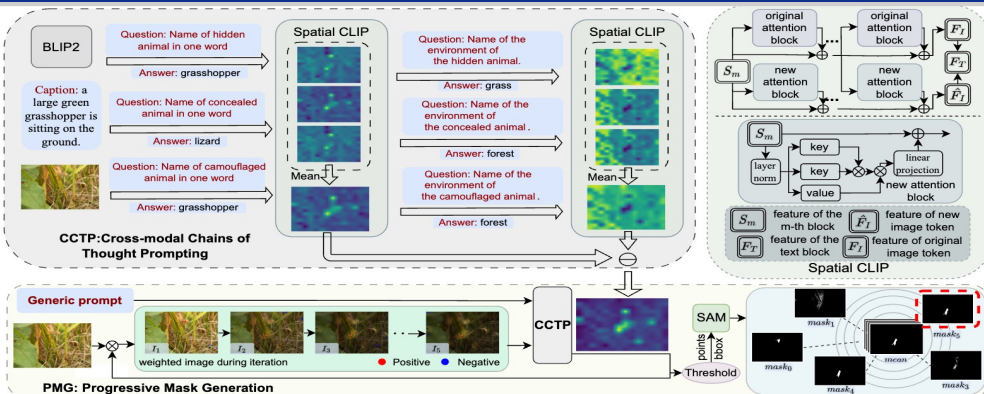 BLIP2
Caption: a
large green
grasshopper is
sitting on the
ground.
Question: Name of hidden
animal in one word
Answer: grasshopper
Question: Name of concealed
animal in one word
Answer: lizard
Question: Name of camouflaged
animal in one word
Answer: grasshopper
CCTP:Cross-modal Chains of
Thought Prompting
Spatial CLIP
Mean
Question: Name of the
environment of
the hidden animal.
Answer: grass
Question: Name of the
environment of
the concealed animal.
Answer: forest
Question: Name of the
environment of
the camouflaged animal.
Answer: forest
Spatial CLIP
Mean
original
attention
block
...
original
attention
block
S_m
new
attention
block
...
new
attention
block
F_I
F_T
F̂_I
S_m
layer
norm
key
key
value
linear
projection
new attention
block
S_m feature of the
m-th block
F̂_I feature of new
image token
F_T feature of the
text block
F_I feature of original
image token
Spatial CLIP
Generic prompt
I_1
I_2
I_3
...
I_5
weighted image during iteration
Positive
Negative
CCTP
PMG: Progressive Mask Generation
SAM
points
bbox
Threshold
mask_1
mask_5
mask_0
mean
mask_4
mask_3